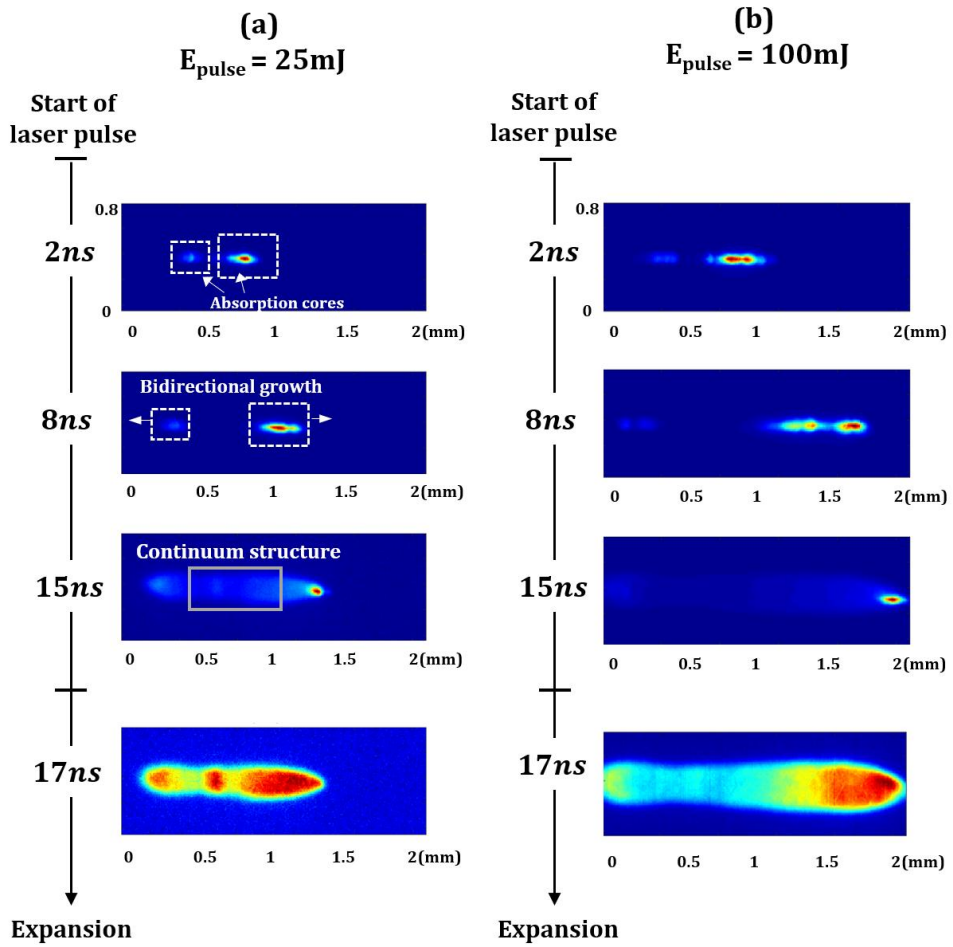 (a)
E_pulse = 25mJ
Start of
laser pulse
0.8
2ns
Absorption cores
0
0 0.5 1 1.5 2(mm)
Bidirectional growth
8ns
0 0.5 1 1.5 2(mm)
Continuum structure
15ns
0 0.5 1 1.5 2(mm)
17ns
0 0.5 1 1.5 2(mm)
Expansion
(b)
E_pulse = 100mJ
Start of
laser pulse
0.8
2ns
0
0 0.5 1 1.5 2(mm)
8ns
0 0.5 1 1.5 2(mm)
15ns
0 0.5 1 1.5 2(mm)
17ns
0 0.5 1 1.5 2(mm)
Expansion